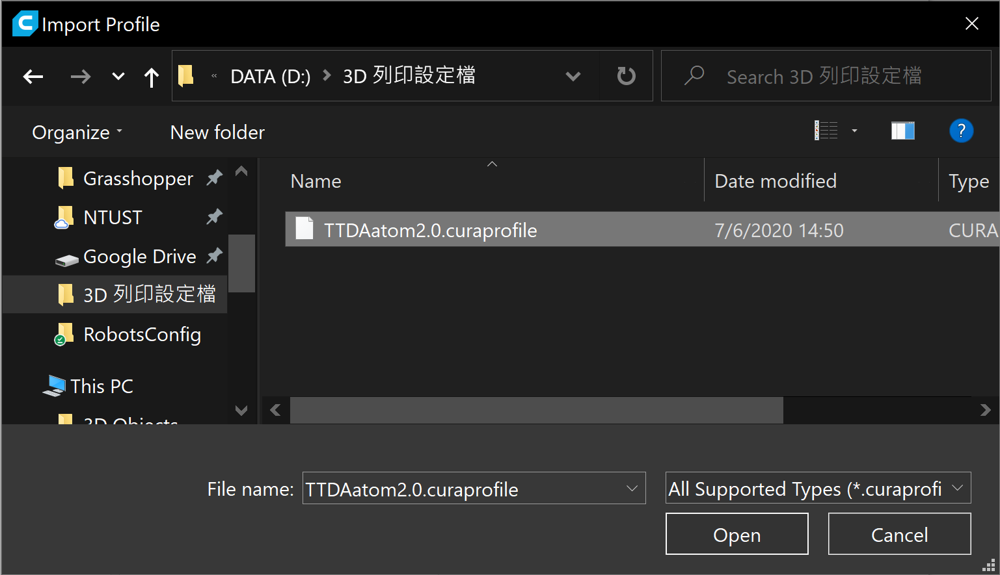 Import Profile
« DATA (D:) > 3D 列印設定檔
Search 3D 列印設定檔
Organize
New folder
?
Grasshopper
NTUST
Google Drive
3D 列印設定檔
RobotsConfig
This PC
3D Objects
Name
Date modified
Type
TTDAatom2.0.curaprofile
7/6/2020 14:50
CURA
File name:
TTDAatom2.0.curaprofile
All Supported Types (*.curaprofi
Open
Cancel